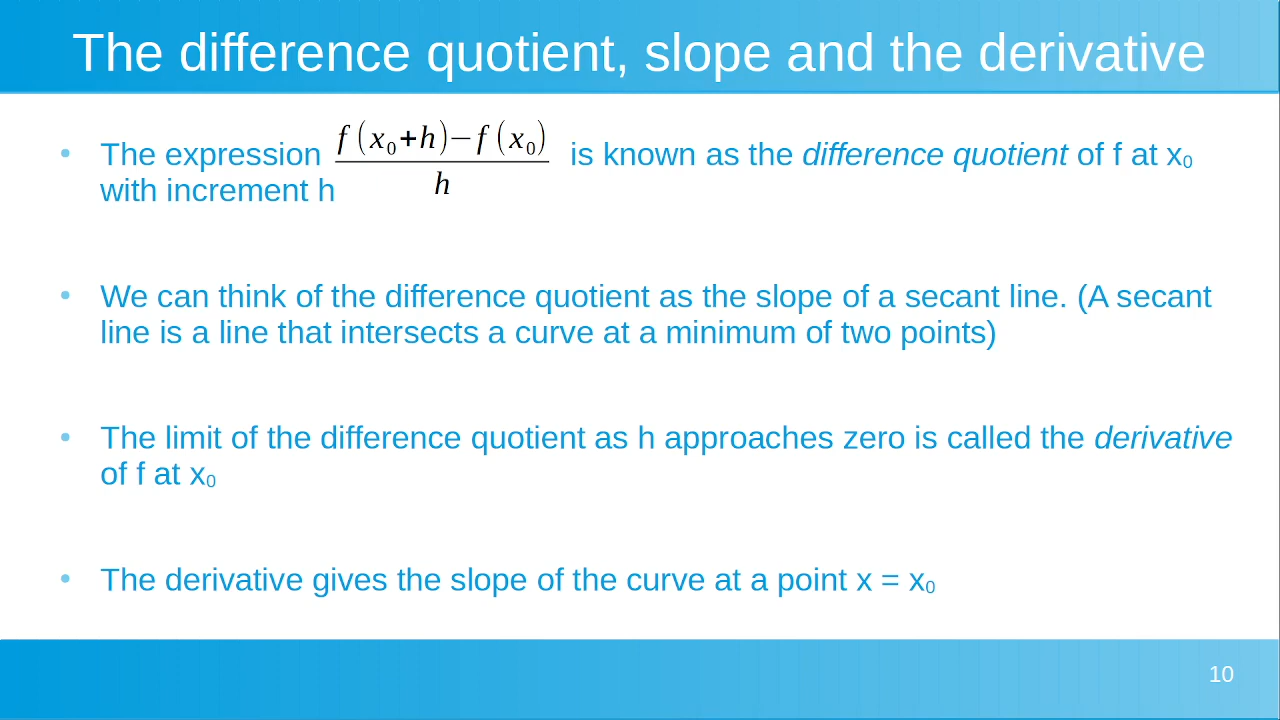 The difference quotient, slope and the derivative
• The expression (f(x₀+h)−f(x₀))/h is known as the difference quotient of f at x₀
with increment h
• We can think of the difference quotient as the slope of a secant line. (A secant
line is a line that intersects a curve at a minimum of two points)
• The limit of the difference quotient as h approaches zero is called the derivative
of f at x₀
• The derivative gives the slope of the curve at a point x = x₀
10